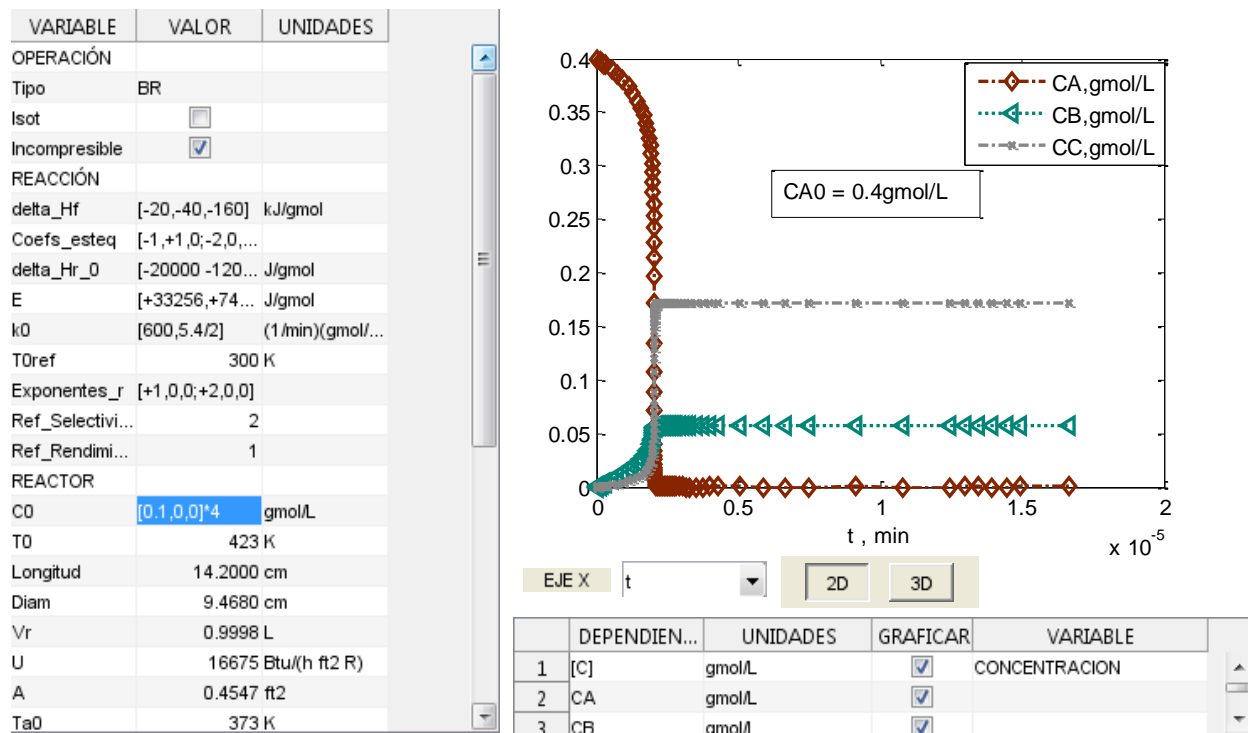 VARIABLE VALOR UNIDADES
OPERACIÓN
Tipo BR
Isot
Incompresible
REACCIÓN
delta_Hf [-20,-40,-160] kJ/gmol
Coefs_esteq [-1,+1,0;-2,0,...
delta_Hr_0 [-20000 -120... J/gmol
E [+33256,+74... J/gmol
k0 [600,5.4/2] (1/min)(gmol/...
T0ref 300 K
Exponentes_r [+1,0,0;+2,0,0]
Ref_Selectivi... 2
Ref_Rendimi... 1
REACTOR
C0 [0.1,0,0]*4 gmol/L
T0 423 K
Longitud 14.2000 cm
Diam 9.4680 cm
Vr 0.9998 L
U 16675 Btu/(h ft2 R)
A 0.4547 ft2
Ta0 373 K
0.4
0.35
0.3
0.25
0.2
0.15
0.1
0.05
0
0 0.5 1 1.5 2
x 10-5
t , min
CA,gmol/L
CB,gmol/L
CC,gmol/L
CA0 = 0.4gmol/L
EJE X t 2D 3D
DEPENDIEN... UNIDADES GRAFICAR VARIABLE
1 [C] gmol/L CONCENTRACION
2 CA gmol/L
3 CB gmol/l